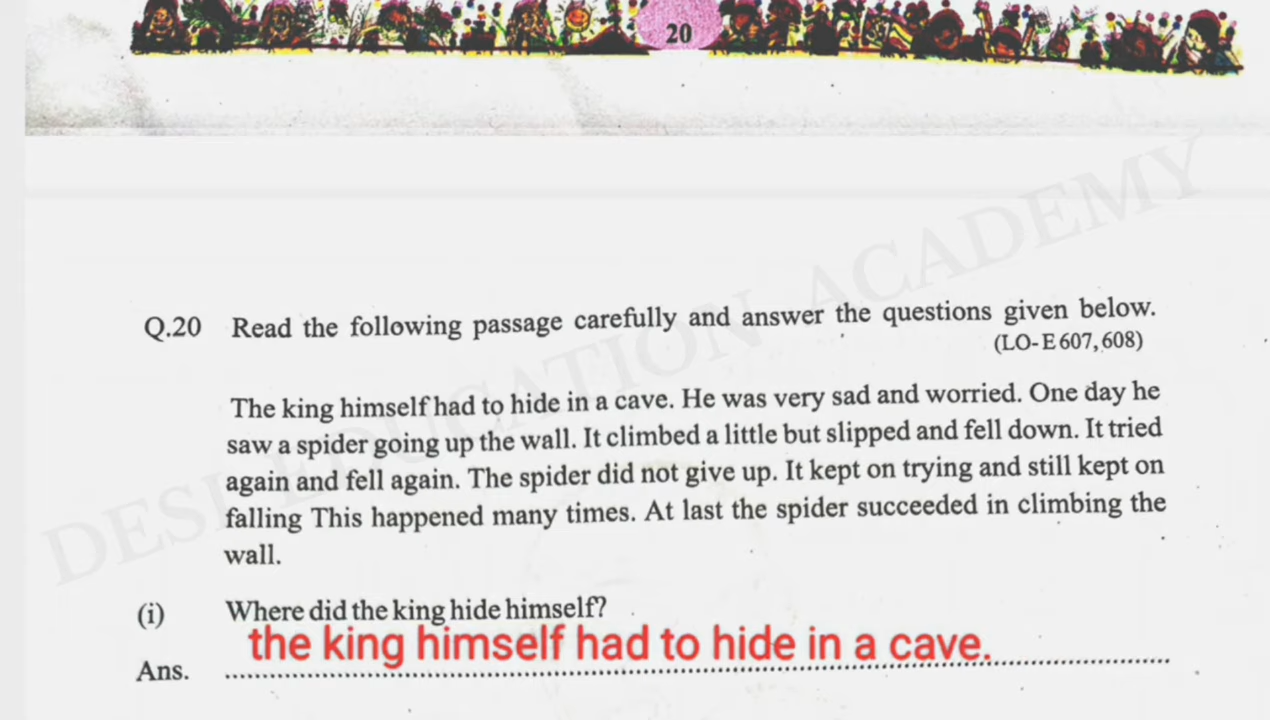 20
DESI EDUCATION ACADEMY
Q.20 Read the following passage carefully and answer the questions given below.
(LO-E 607, 608)
The king himself had to hide in a cave. He was very sad and worried. One day he
saw a spider going up the wall. It climbed a little but slipped and fell down. It tried
again and fell again. The spider did not give up. It kept on trying and still kept on
falling This happened many times. At last the spider succeeded in climbing the
wall.
(i) Where did the king hide himself?
Ans. the king himself had to hide in a cave.